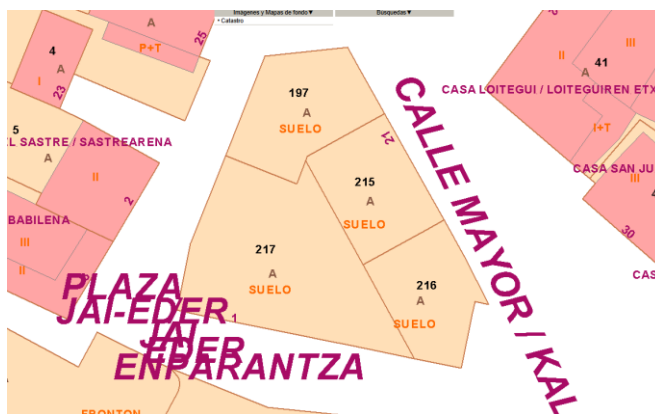 Imágenes y Mapas de fondo▼ Búsquedas▼
+ Catastro
25
4
A
P+T
I
23
II
III
41
A
CASA LOITEGUI / LOITEGUIREN ETX
I+T
197
A
SUELO
21
CALLE MAYOR / KAL
5
EL SASTRE / SASTREARENA
A
II
2
CASA SAN JU
III
215
A
SUELO
30
BABILENA
III
II
217
A
SUELO
216
A
SUELO
CAS
PLAZA
JAI-EDER
1
JAI
EDER
ENPARANTZA
FRONTON